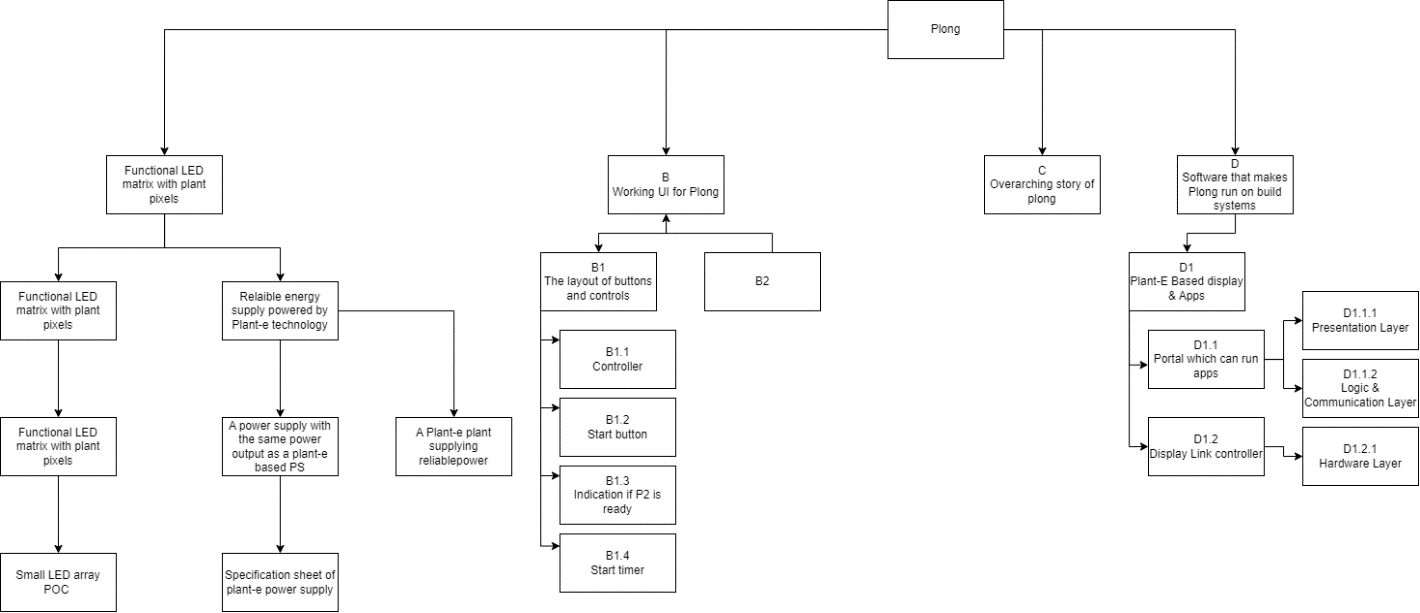 Plong
Functional LED
matrix with plant
pixels
B
Working UI for Plong
C
Overarching story of
plong
D
Software that makes
Plong run on build
systems
Functional LED
matrix with plant
pixels
Relaible energy
supply powered by
Plant-e technology
B1
The layout of buttons
and controls
B2
D1
Plant-E Based display
& Apps
B1.1
Controller
D1.1
Portal which can run
apps
D1.1.1
Presentation Layer
D1.1.2
Logic &
Communication Layer
Functional LED
matrix with plant
pixels
A power supply with
the same power
output as a plant-e
based PS
A Plant-e plant
supplying
reliablepower
B1.2
Start button
D1.2
Display Link controller
D1.2.1
Hardware Layer
B1.3
Indication if P2 is
ready
B1.4
Start timer
Small LED array
POC
Specification sheet of
plant-e power supply